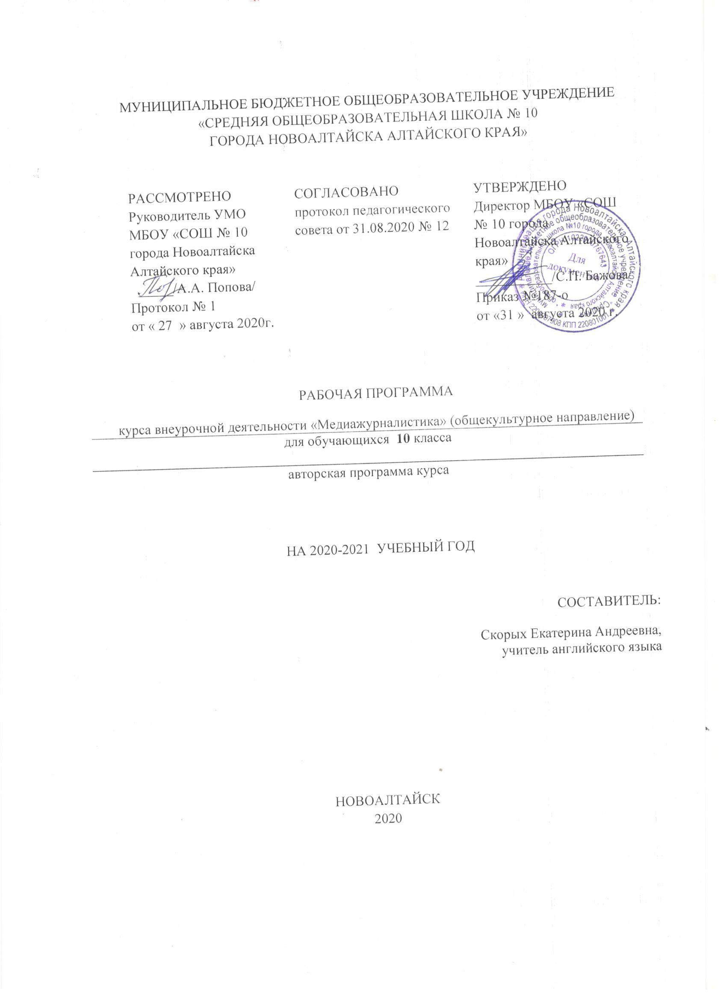 МУНИЦИПАЛЬНОЕ БЮДЖЕТНОЕ ОБЩЕОБРАЗОВАТЕЛЬНОЕ УЧРЕЖДЕНИЕ
«СРЕДНЯЯ ОБЩЕОБРАЗОВАТЕЛЬНАЯ ШКОЛА № 10
ГОРОДА НОВОАЛТАЙСКА АЛТАЙСКОГО КРАЯ»
РАССМОТРЕНО
Руководитель УМО
МБОУ «СОШ № 10
города Новоалтайска
Алтайского края»
/А.А. Попова/
Протокол № 1
от « 27 » августа 2020г.
СОГЛАСОВАНО
протокол педагогического
совета от 31.08.2020 № 12
УТВЕРЖДЕНО
Директор МБОУ «СОШ
№ 10 города
Новоалтайска Алтайского
края»
/С.П. Бажова/
Приказ №187-о
от «31 » августа 2020 г.
Для
документов
РАБОЧАЯ ПРОГРАММА
курса внеурочной деятельности «Медиажурналистика» (общекультурное направление)
для обучающихся 10 класса
авторская программа курса
НА 2020-2021 УЧЕБНЫЙ ГОД
СОСТАВИТЕЛЬ:
Скорых Екатерина Андреевна,
учитель английского языка
НОВОАЛТАЙСК
2020